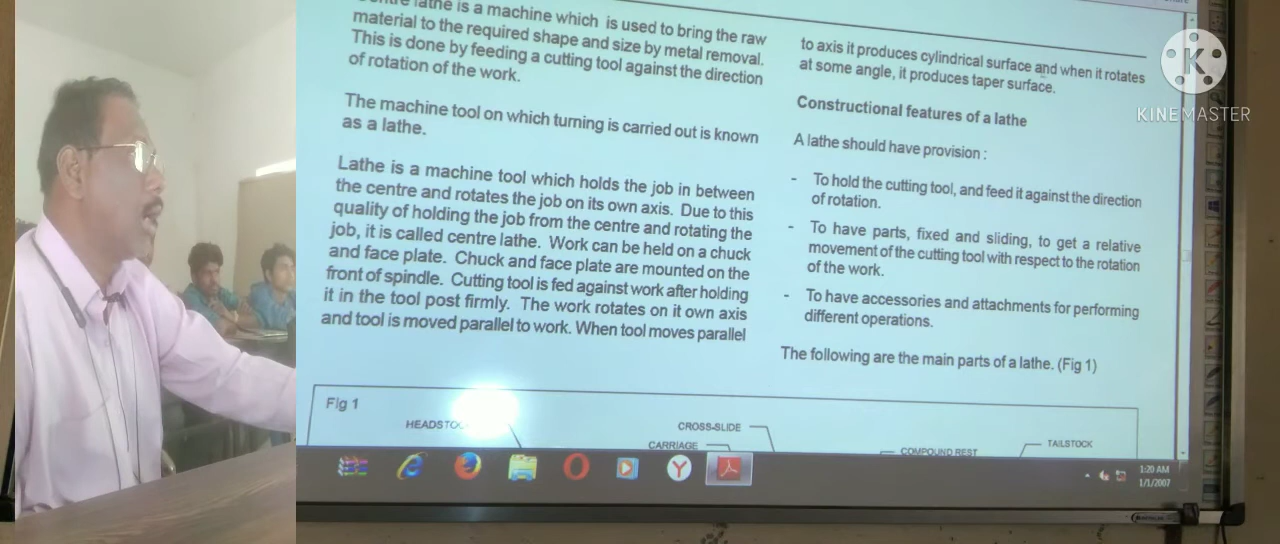 lathe is a machine which is used to bring the raw
material to the required shape and size by metal removal.
This is done by feeding a cutting tool against the direction
of rotation of the work.
The machine tool on which turning is carried out is known
as a lathe.
Lathe is a machine tool which holds the job in between
the centre and rotates the job on its own axis. Due to this
quality of holding the job from the centre and rotating the
job, it is called centre lathe. Work can be held on a chuck
and face plate. Chuck and face plate are mounted on the
front of spindle. Cutting tool is fed against work after holding
it in the tool post firmly. The work rotates on it own axis
and tool is moved parallel to work. When tool moves parallel
to axis it produces cylindrical surface and when it rotates
at some angle, it produces taper surface.
Constructional features of a lathe
A lathe should have provision :
- To hold the cutting tool, and feed it against the direction
of rotation.
- To have parts, fixed and sliding, to get a relative
movement of the cutting tool with respect to the rotation
of the work.
- To have accessories and attachments for performing
different operations.
The following are the main parts of a lathe. (Fig 1)
Fig 1
HEADSTOC
CROSS-SLIDE
CARRIAGE
COMPOUND REST
TAILSTOCK
1:20 AM
1/1/2007
K
KINEMASTER